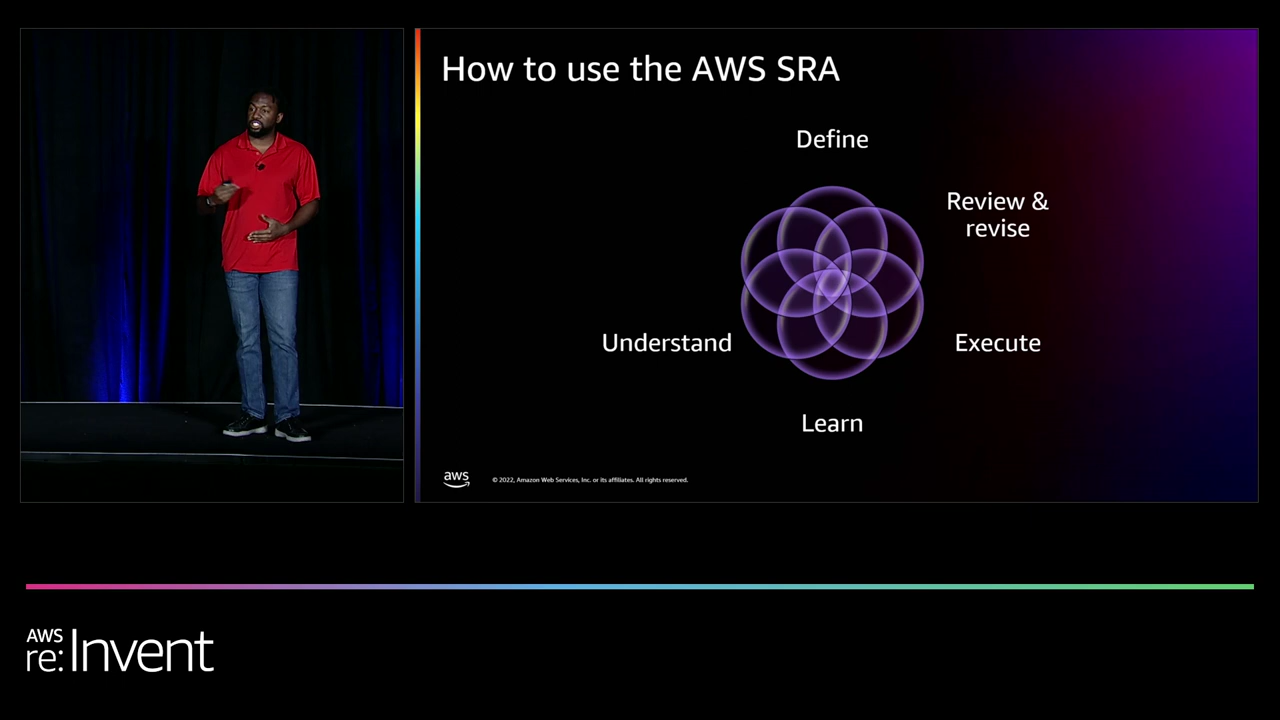 How to use the AWS SRA
Define
Review &
revise
Understand
Execute
Learn
aws
© 2022, Amazon Web Services, Inc. or its affiliates. All rights reserved.
AWS
re:Invent